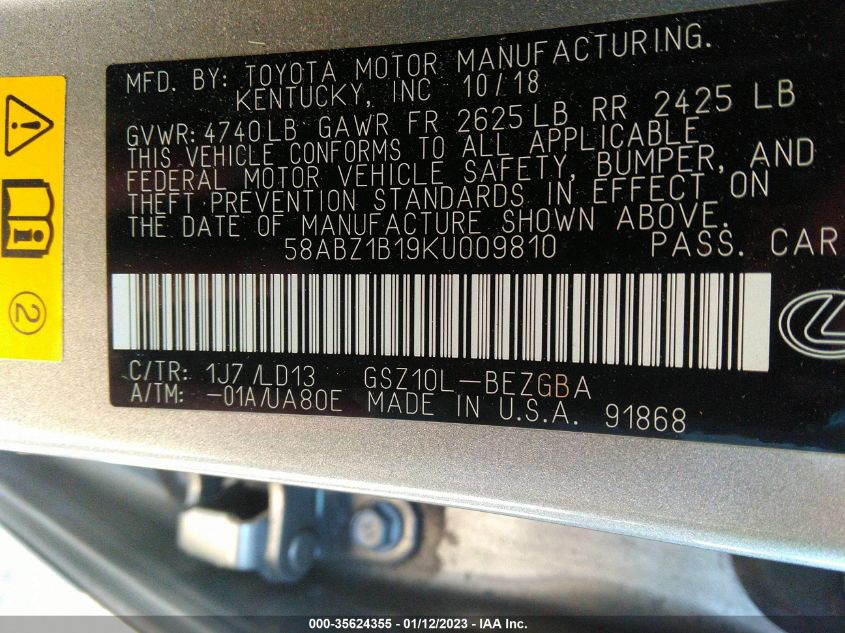 MFD. BY: TOYOTA MOTOR MANUFACTURING.
KENTUCKY, INC 10/18
GVWR: 4740LB GAWR FR 2625LB RR 2425 LB
THIS VEHICLE CONFORMS TO ALL APPLICABLE
FEDERAL MOTOR VEHICLE SAFETY, BUMPER, AND
THEFT PREVENTION STANDARDS IN EFFECT ON
THE DATE OF MANUFACTURE SHOWN ABOVE.
58ABZ1B19KU009810 PASS. CAR
C/TR: 1J7 /LD13 GSZ10L-BEZGBA
A/TM: -01A/UA80E MADE IN U.S.A. 91868
2
000-35624355 — 01/12/2023 — IAA Inc.